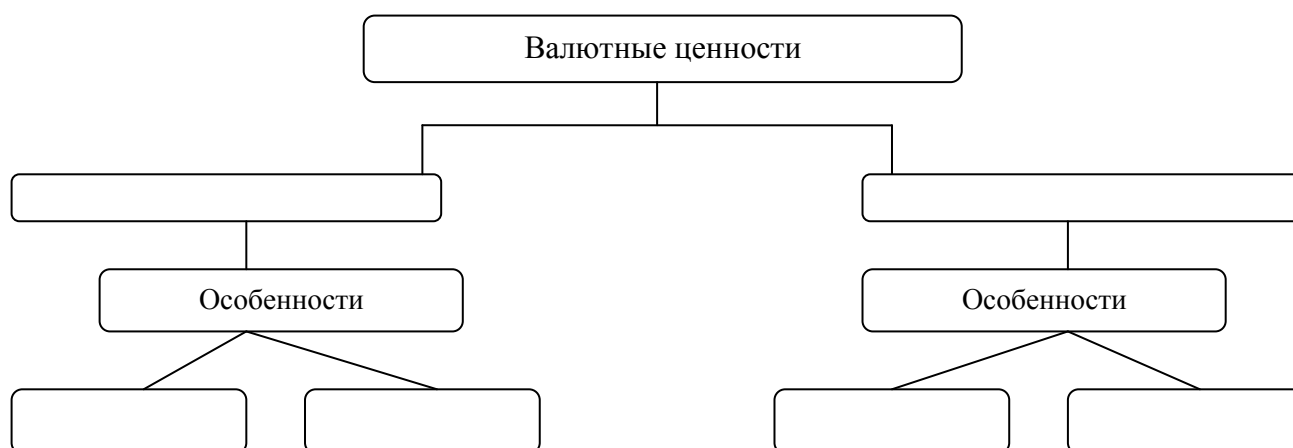 Валютные ценности
Особенности
Особенности